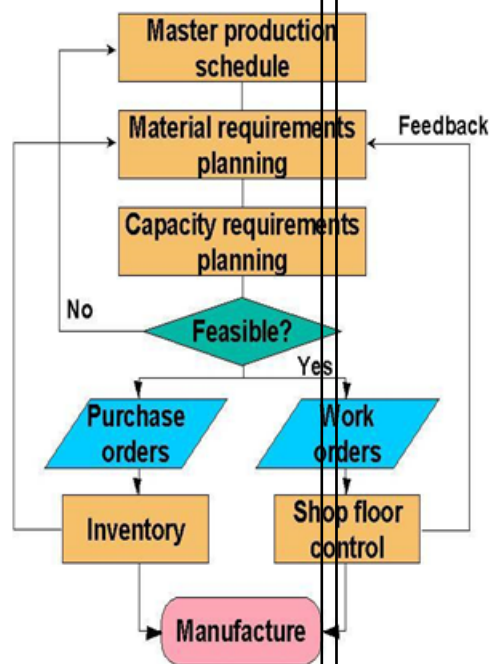 Master production
schedule
Material requirements
planning
Feedback
Capacity requirements
planning
No
Feasible?
Yes
Purchase
orders
Work
orders
Inventory
Shop floor
control
Manufacture